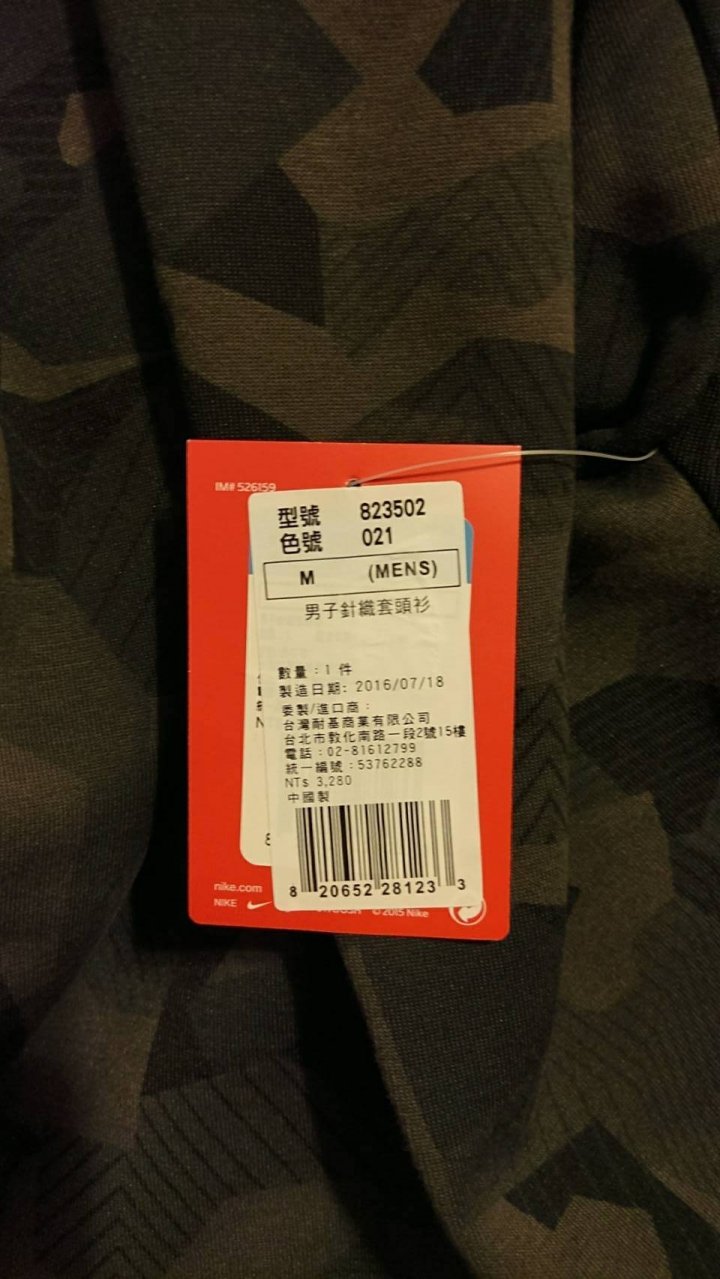 IM# 526159
型號 823502
色號 021
M (MENS)
男子針織套頭衫
數量：1 件
製造日期: 2016/07/18
委製/進口商：
台灣耐基商業有限公司
台北市敦化南路一段2號15樓
電話：02-81612799
統一編號：53762288
NT$ 3,280
中國製
8 20652 28123 3
nike.com
NIKE
© 2015 Nike